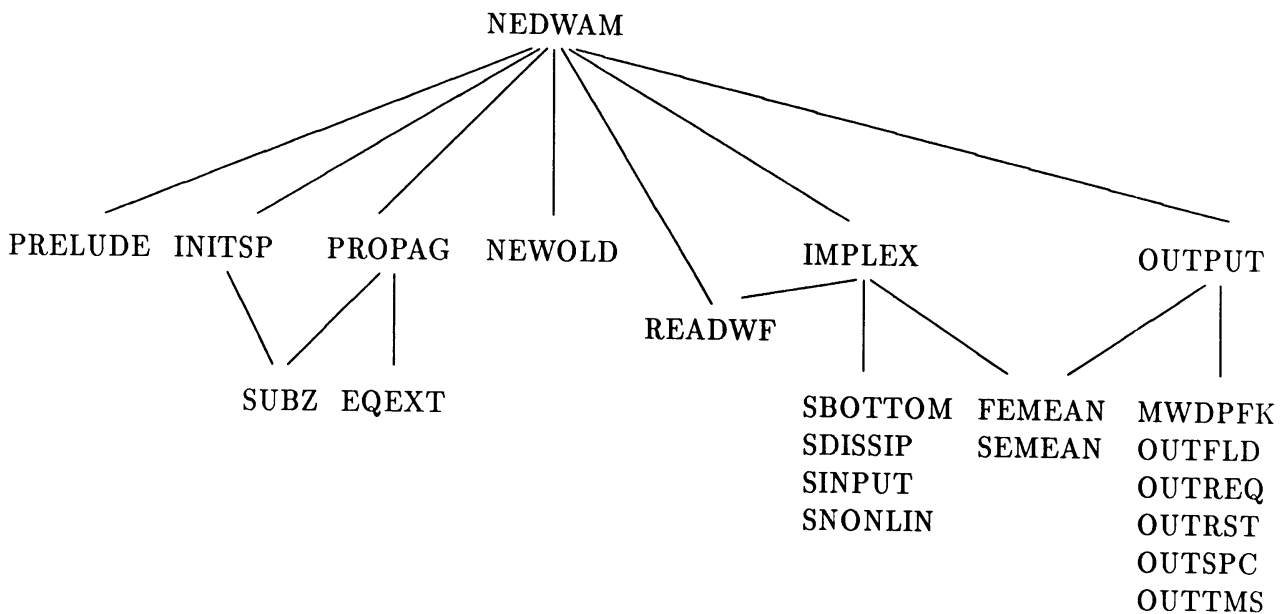 NEDWAM
PRELUDE INITSP PROPAG NEWOLD IMPLEX OUTPUT
READWF
SUBZ EQEXT
SBOTTOM FEMEAN MWDPFK
SDISSIP SEMEAN OUTFLD
SINPUT OUTREQ
SNONLIN OUTRST
OUTSPC
OUTTMS